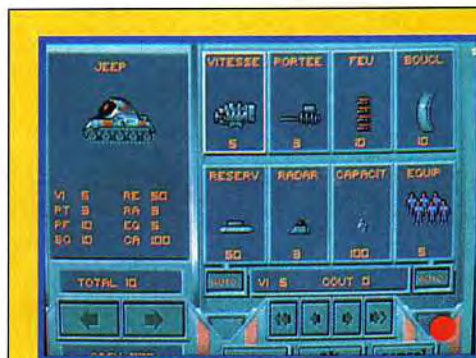 JEEP
VI 5 RE 50
PT 3 RA 3
PF 10 EQ 5
BO 10 CA 100
TOTAL 10
VITESSE PORTEE FEU BOUCL
5 3 10 10
RESERV RADAR CAPACIT EQUIP
50 3 100 5
AUTO VI 5 COUT 0 AUTO